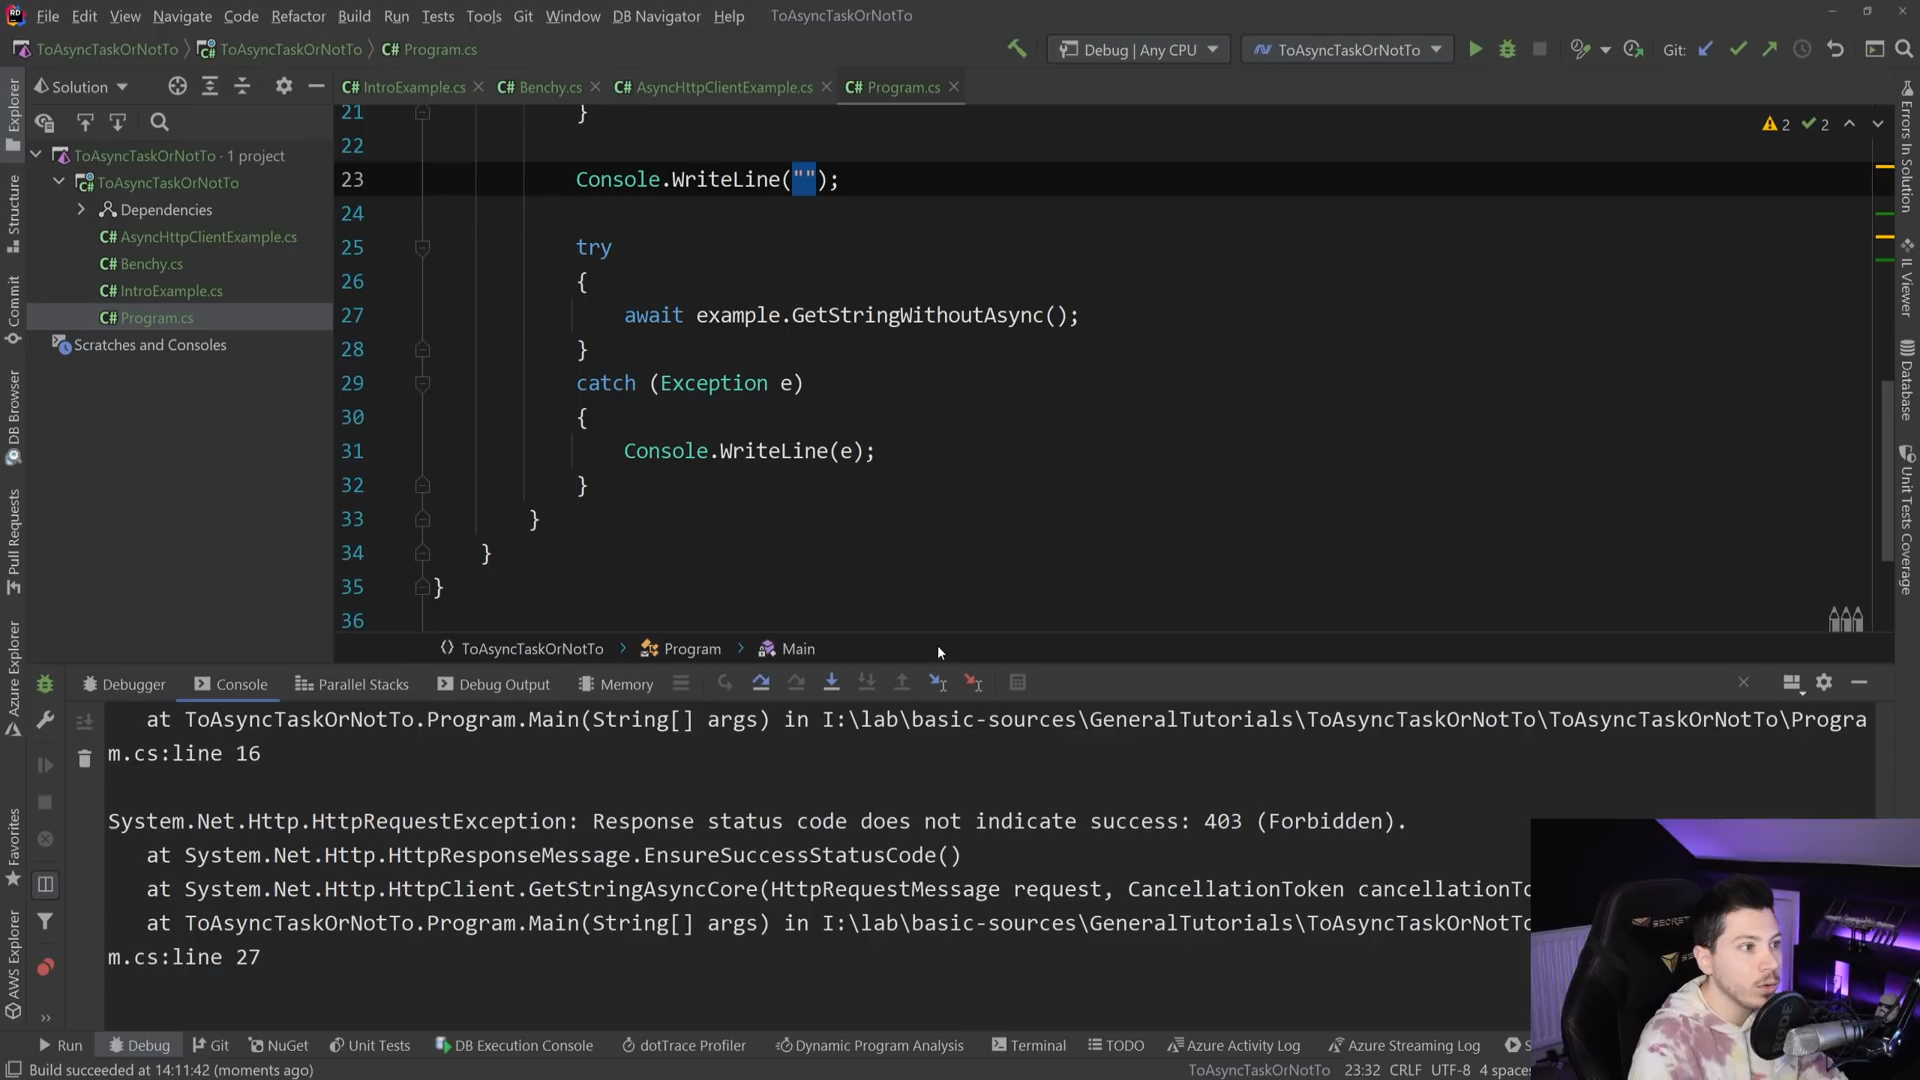 File Edit View Navigate Code Refactor Build Run Tests Tools Git Window DB Navigator Help ToAsyncTaskOrNotTo
ToAsyncTaskOrNotTo ToAsyncTaskOrNotTo C# Program.cs Debug | Any CPU ToAsyncTaskOrNotTo Git:
Solution
C# IntroExample.cs C# Benchy.cs C# AsyncHttpClientExample.cs C# Program.cs
ToAsyncTaskOrNotTo · 1 project
ToAsyncTaskOrNotTo
Dependencies
C# AsyncHttpClientExample.cs
C# Benchy.cs
C# IntroExample.cs
C# Program.cs
Scratches and Consoles
Explorer
Structure
Commit
DB Browser
Pull Requests
Azure Explorer
Favorites
AWS Explorer
2 2
21 }
22
23 Console.WriteLine("");
24
25 try
26 {
27 await example.GetStringWithoutAsync();
28 }
29 catch (Exception e)
30 {
31 Console.WriteLine(e);
32 }
33 }
34 }
35 }
36
Errors In Solution
IL Viewer
Database
Unit Tests Coverage
ToAsyncTaskOrNotTo Program Main
Debugger Console Parallel Stacks Debug Output Memory
at ToAsyncTaskOrNotTo.Program.Main(String[] args) in I:\lab\basic-sources\GeneralTutorials\ToAsyncTaskOrNotTo\ToAsyncTaskOrNotTo\Progra
m.cs:line 16
System.Net.Http.HttpRequestException: Response status code does not indicate success: 403 (Forbidden).
at System.Net.Http.HttpResponseMessage.EnsureSuccessStatusCode()
at System.Net.Http.HttpClient.GetStringAsyncCore(HttpRequestMessage request, CancellationToken cancellationTo
at ToAsyncTaskOrNotTo.Program.Main(String[] args) in I:\lab\basic-sources\GeneralTutorials\ToAsyncTaskOrNotTo
m.cs:line 27
Run Debug Git NuGet Unit Tests DB Execution Console dotTrace Profiler Dynamic Program Analysis Terminal TODO Azure Activity Log Azure Streaming Log S
Build succeeded at 14:11:42 (moments ago) ToAsyncTaskOrNotTo 23:32 CRLF UTF-8 4 spaces